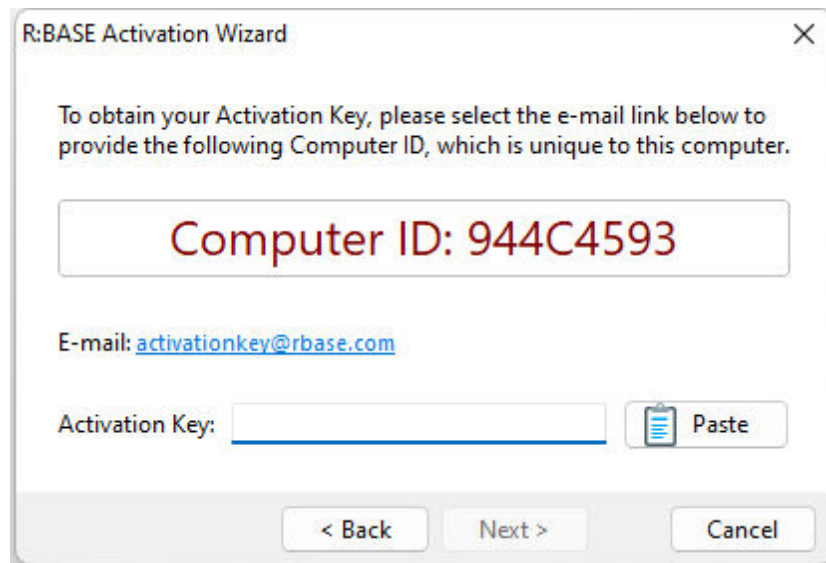 R:BASE Activation Wizard
To obtain your Activation Key, please select the e-mail link below to
provide the following Computer ID, which is unique to this computer.
Computer ID: 944C4593
E-mail: activationkey@rbase.com
Activation Key:
Paste
< Back
Next >
Cancel